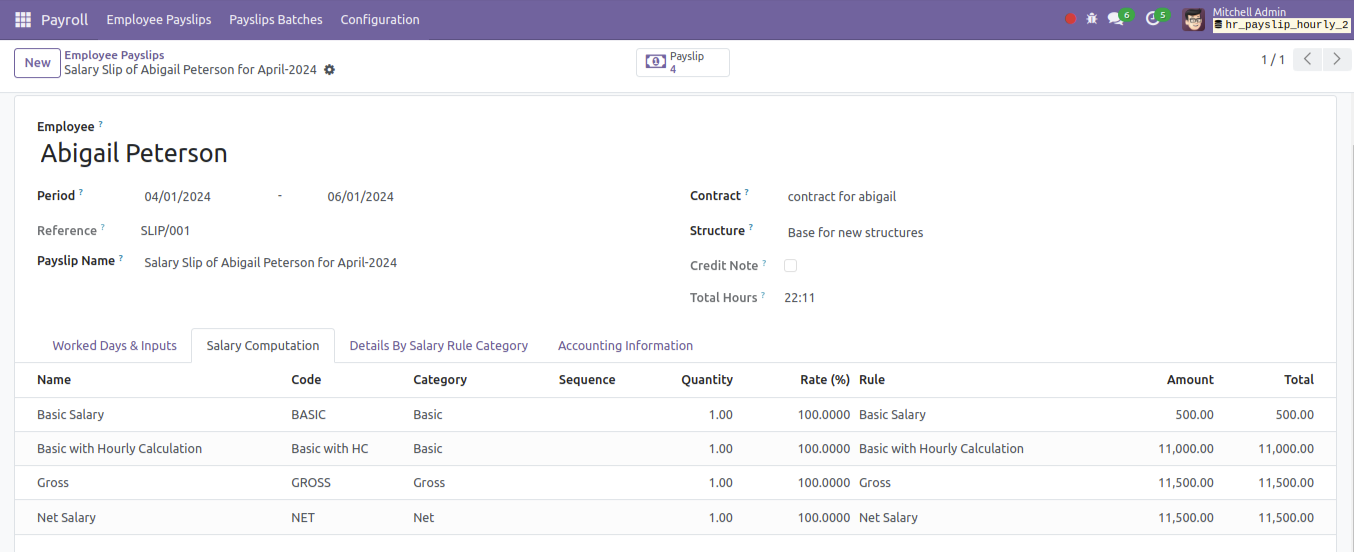 Payroll Employee Payslips Payslips Batches Configuration 6 5 Mitchell Admin
hr_payslip_hourly_2
New Employee Payslips
Salary Slip of Abigail Peterson for April-2024
Payslip
4
1 / 1
Employee ?
Abigail Peterson
Period ? 04/01/2024 - 06/01/2024 Contract ? contract for abigail
Reference ? SLIP/001 Structure ? Base for new structures
Payslip Name ? Salary Slip of Abigail Peterson for April-2024 Credit Note ?
Total Hours ? 22:11
Worked Days & Inputs Salary Computation Details By Salary Rule Category Accounting Information
Name Code Category Sequence Quantity Rate (%) Rule Amount Total
Basic Salary BASIC Basic 1.00 100.0000 Basic Salary 500.00 500.00
Basic with Hourly Calculation Basic with HC Basic 1.00 100.0000 Basic with Hourly Calculation 11,000.00 11,000.00
Gross GROSS Gross 1.00 100.0000 Gross 11,500.00 11,500.00
Net Salary NET Net 1.00 100.0000 Net Salary 11,500.00 11,500.00